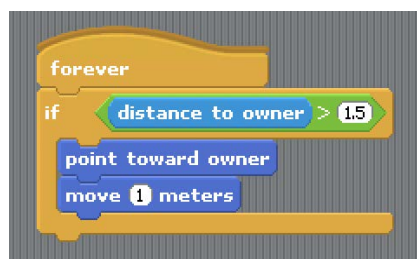 forever
if distance to owner > 1.5
point toward owner
move 1 meters